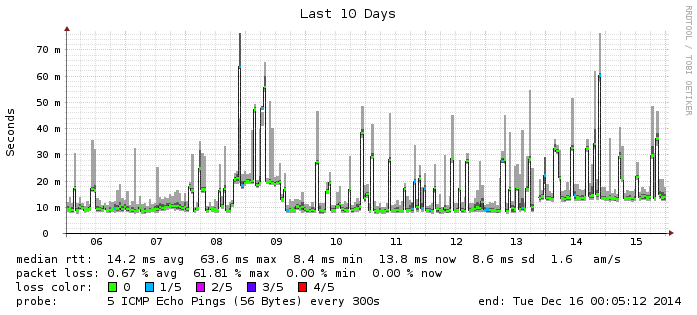 Last 10 Days
RRDTOOL / TOBI OETIKER
Seconds
70 m
60 m
50 m
40 m
30 m
20 m
10 m
0
06 07 08 09 10 11 12 13 14 15
median rtt: 14.2 ms avg 63.6 ms max 8.4 ms min 13.8 ms now 8.6 ms sd 1.6 am/s
packet loss: 0.67 % avg 61.81 % max 0.00 % min 0.00 % now
loss color: 0 1/5 2/5 3/5 4/5
probe: 5 ICMP Echo Pings (56 Bytes) every 300s end: Tue Dec 16 00:05:12 2014